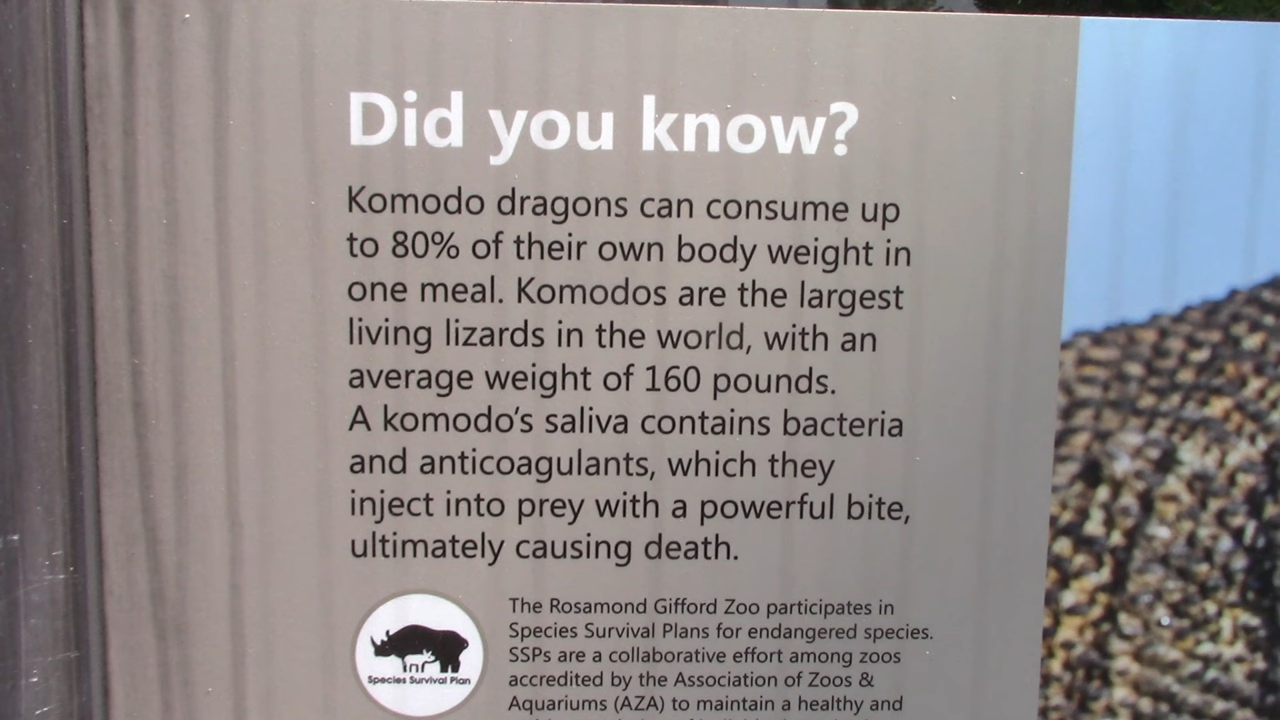 Did you know?
Komodo dragons can consume up
to 80% of their own body weight in
one meal. Komodos are the largest
living lizards in the world, with an
average weight of 160 pounds.
A komodo's saliva contains bacteria
and anticoagulants, which they
inject into prey with a powerful bite,
ultimately causing death.
The Rosamond Gifford Zoo participates in
Species Survival Plans for endangered species.
SSPs are a collaborative effort among zoos
accredited by the Association of Zoos &
Aquariums (AZA) to maintain a healthy and
Species Survival Plan